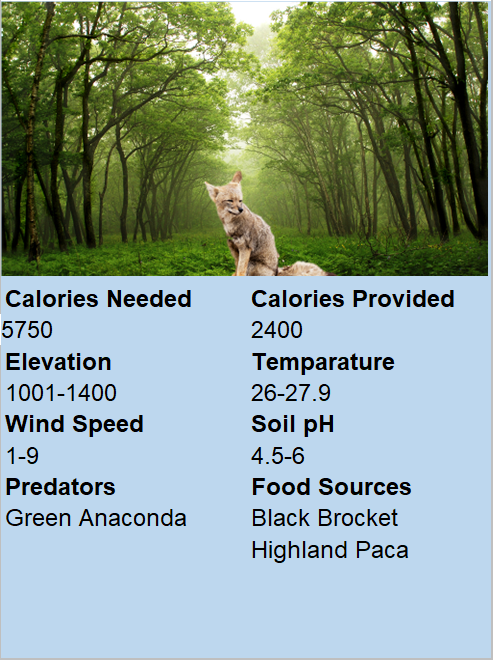 Calories Needed Calories Provided
5750 2400
Elevation Temparature
1001-1400 26-27.9
Wind Speed Soil pH
1-9 4.5-6
Predators Food Sources
Green Anaconda Black Brocket
Highland Paca